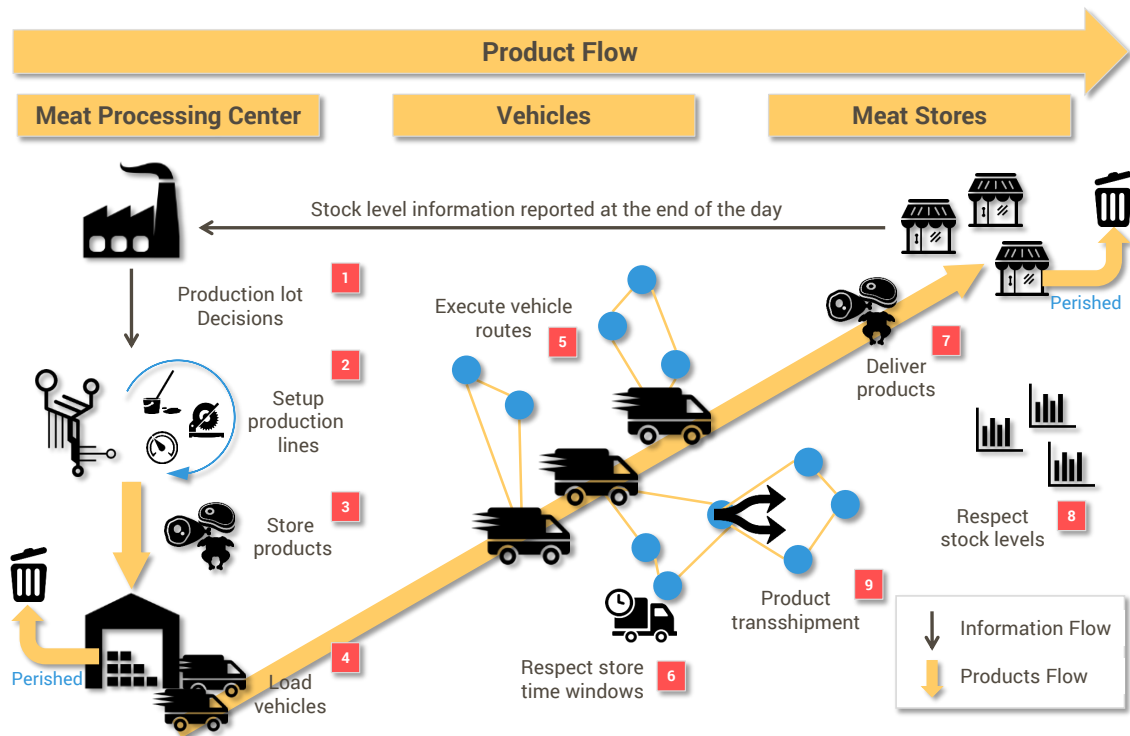 Product Flow
Meat Processing Center
Vehicles
Meat Stores
Stock level information reported at the end of the day
1
Production lot
Decisions
2
Setup
production
lines
3
Store
products
Perished
4
Load
vehicles
Execute vehicle
routes
5
Respect store
time windows
6
7
Deliver
products
Perished
Respect
stock levels
8
9
Product
transshipment
Information Flow
Products Flow